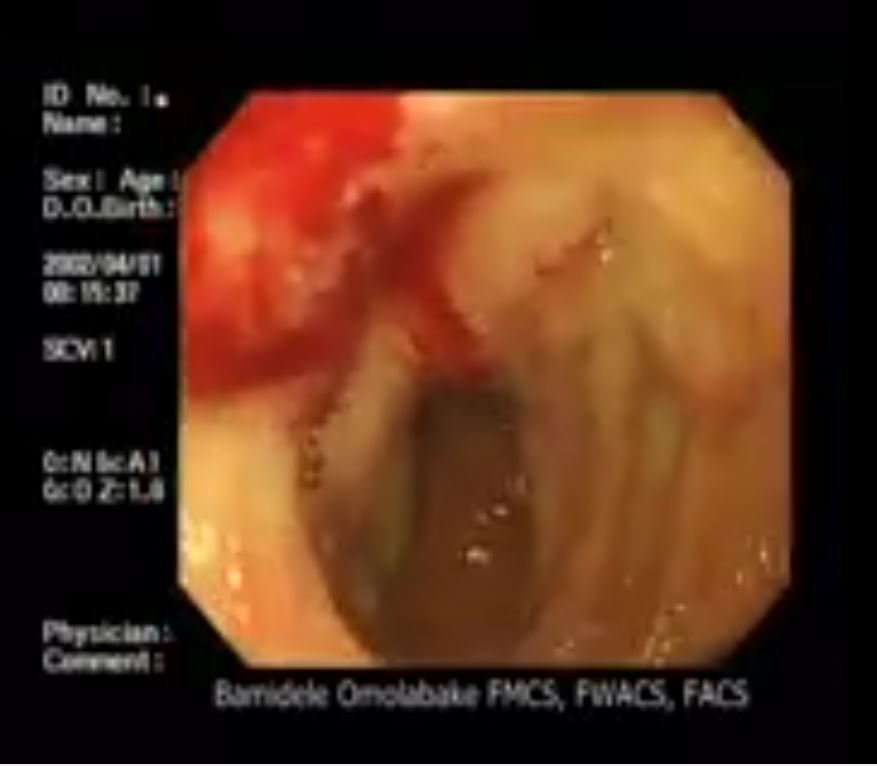 ID No. :
Name:
Sex: Age:
D.O.Birth:
2002/04/01
08:15:37
SCV:1
Physician:
Comment:
Bamidele Omolabake FMCS, FWACS, FACS